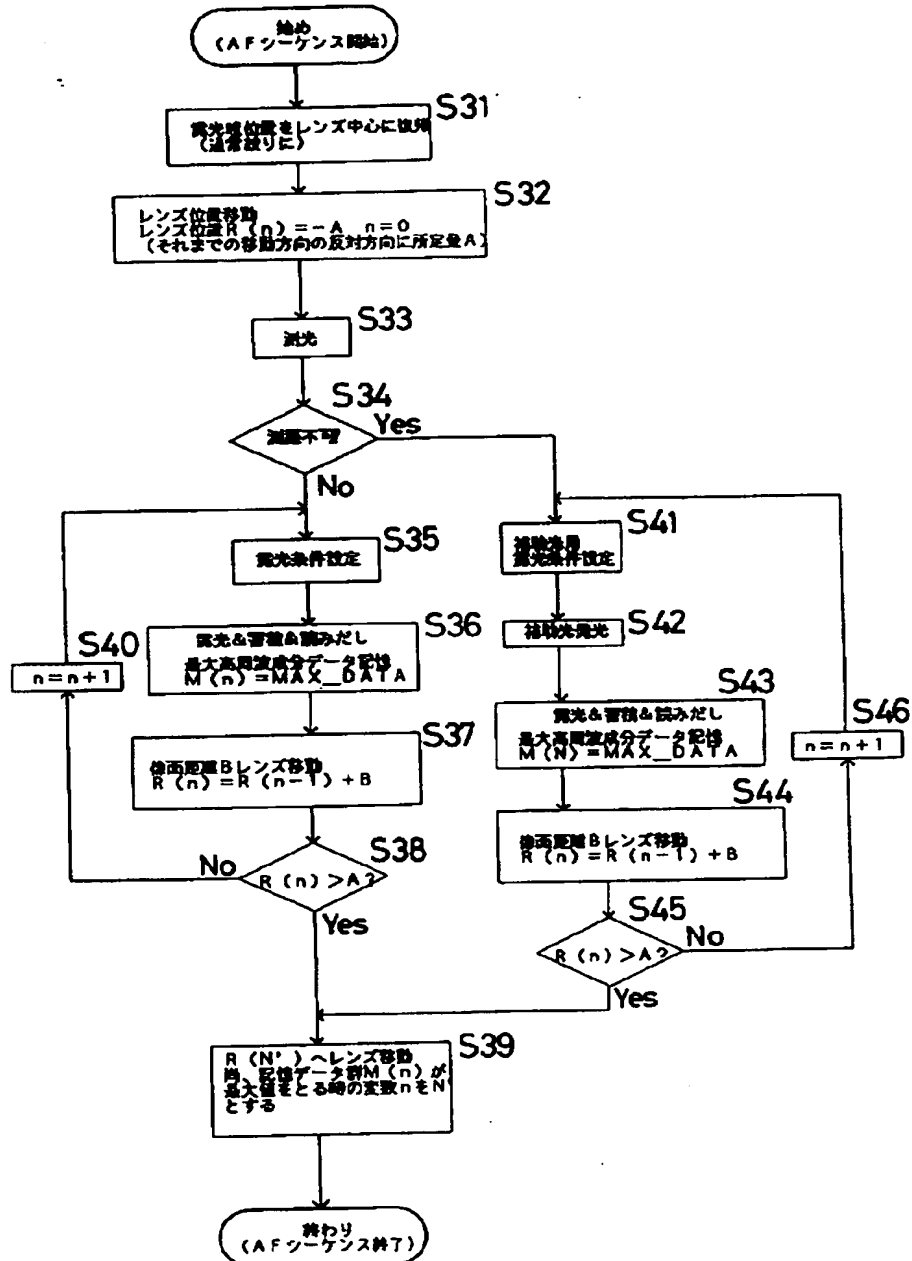 始め
(AFシーケンス開始)
S31
露光域位置をレンズ中心に復帰
(通常絞りに)
S32
レンズ位置移動
レンズ位置R(n)=-A n=0
(それまでの移動方向の反対方向に所定量A)
S33
測光
S34
測距不可?
Yes
No
S35
露光条件設定
S36
露光&蓄積&読みだし
最大高周波成分データ記憶
M(n)=MAX_DATA
S40
n=n+1
S37
像面距離Bレンズ移動
R(n)=R(n-1)+B
S38
R(n)>A?
No
Yes
S41
補助光用
露光条件設定
S42
補助光発光
S43
露光&蓄積&読みだし
最大高周波成分データ記憶
M(N)=MAX_DATA
S46
n=n+1
S44
像面距離Bレンズ移動
R(n)=R(n-1)+B
S45
R(n)>A?
No
Yes
S39
R(N')へレンズ移動
尚、記憶データ群M(n)が
最大値をとる時の変数nをN'
とする
終わり
(AFシーケンス終了)